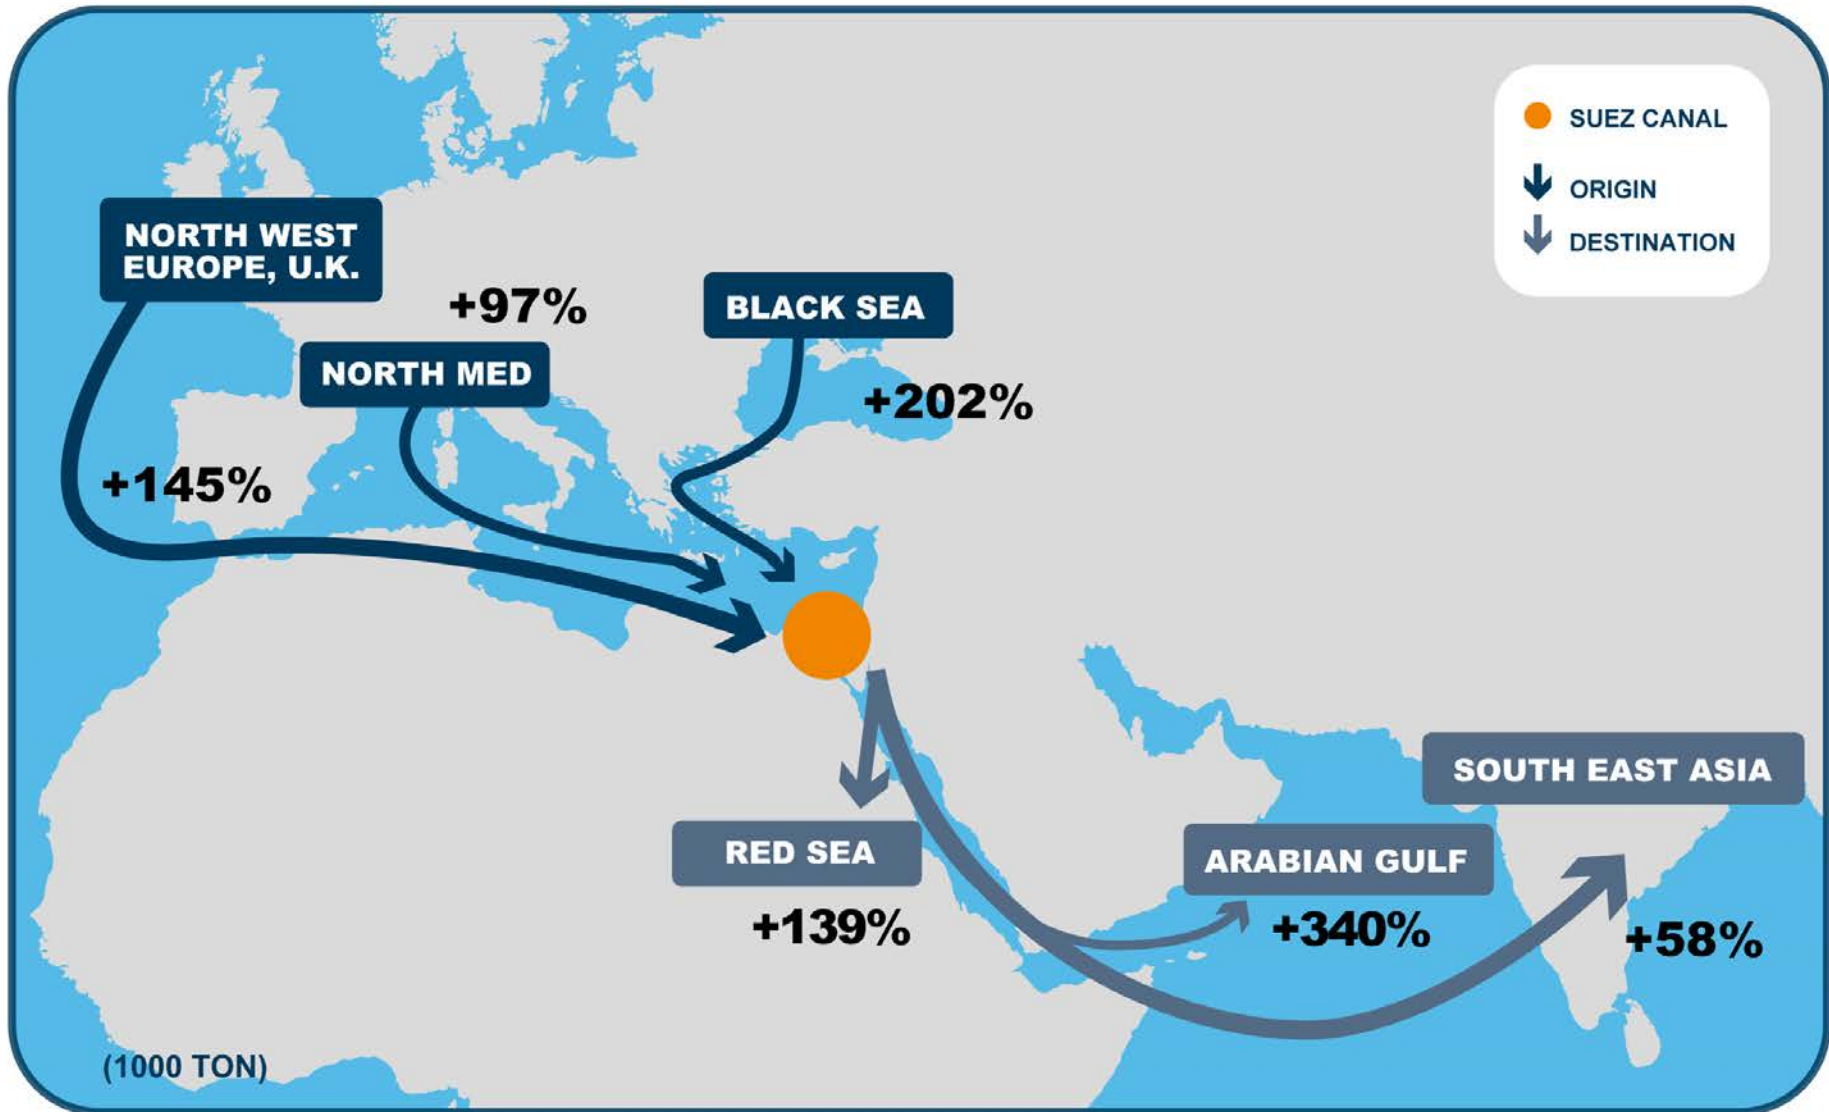 SUEZ CANAL
ORIGIN
DESTINATION
NORTH WEST
EUROPE, U.K.
+97%
BLACK SEA
NORTH MED
+202%
+145%
SOUTH EAST ASIA
RED SEA
ARABIAN GULF
+139%
+340%
+58%
(1000 TON)